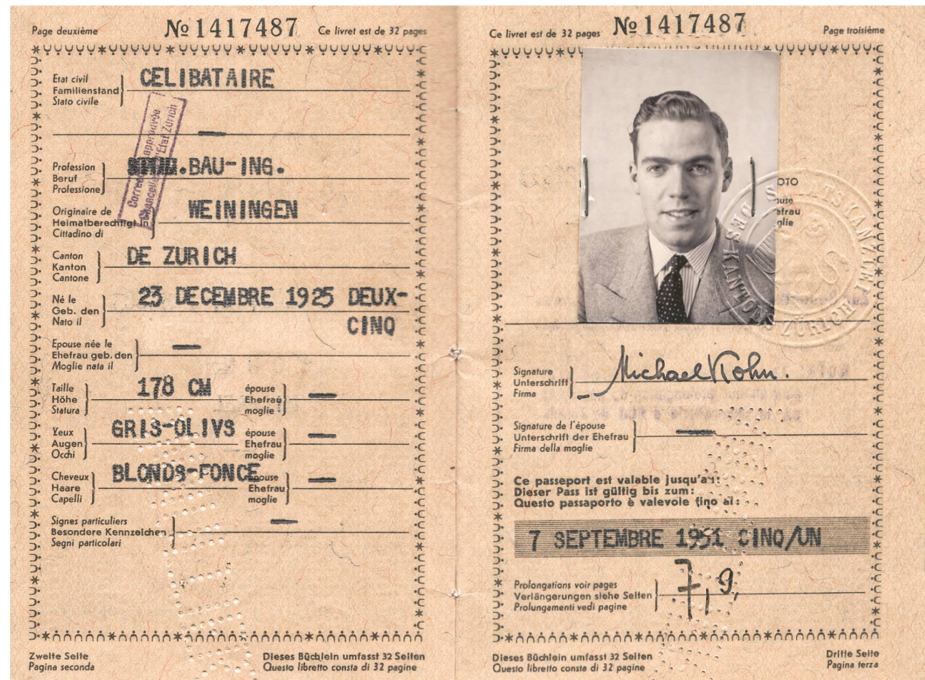 Page deuxième
№ 1417487
Ce livret est de 32 pages
Etat civil
Familienstand
Stato civile
CELIBATAIRE
Profession
Beruf
Professione
.BAU-ING.
Originaire de
Heimatberechtigt in
Cittadino di
WEININGEN
Canton
Kanton
Cantone
DE ZURICH
Né le
Geb. den
Nato il
23 DECEMBRE 1925 DEUX-
CINQ
Epouse née le
Ehefrau geb. den
Moglie nata il
Taille
Höhe
Statura
178 CM
épouse
Ehefrau
moglie
Yeux
Augen
Occhi
GRIS-OLIVS
épouse
Ehefrau
moglie
Cheveux
Haare
Capelli
BLONDS-FONCE
épouse
Ehefrau
moglie
Signes particuliers
Besondere Kennzeichen
Segni particolari
Zweite Seite
Pagina seconda
Dieses Büchlein umfasst 32 Seiten
Questo libretto consta di 32 pagine
Ce livret est de 32 pages
№ 1417487
Page troisième
Signature
Unterschrift
Firma
Michael Kohn.
Signature de l'épouse
Unterschrift der Ehefrau
Firma della moglie
Ce passeport est valable jusqu'au:
Dieser Pass ist gültig bis zum:
Questo passaporto è valevole fino al:
7 SEPTEMBRE 1951 CINQ/UN
Prolongations voir pages
Verlängerungen siehe Seiten
Prolungamenti vedi pagine
7, 9,
Dieses Büchlein umfasst 32 Seiten
Questo libretto consta di 32 pagine
Dritte Seite
Pagina terza